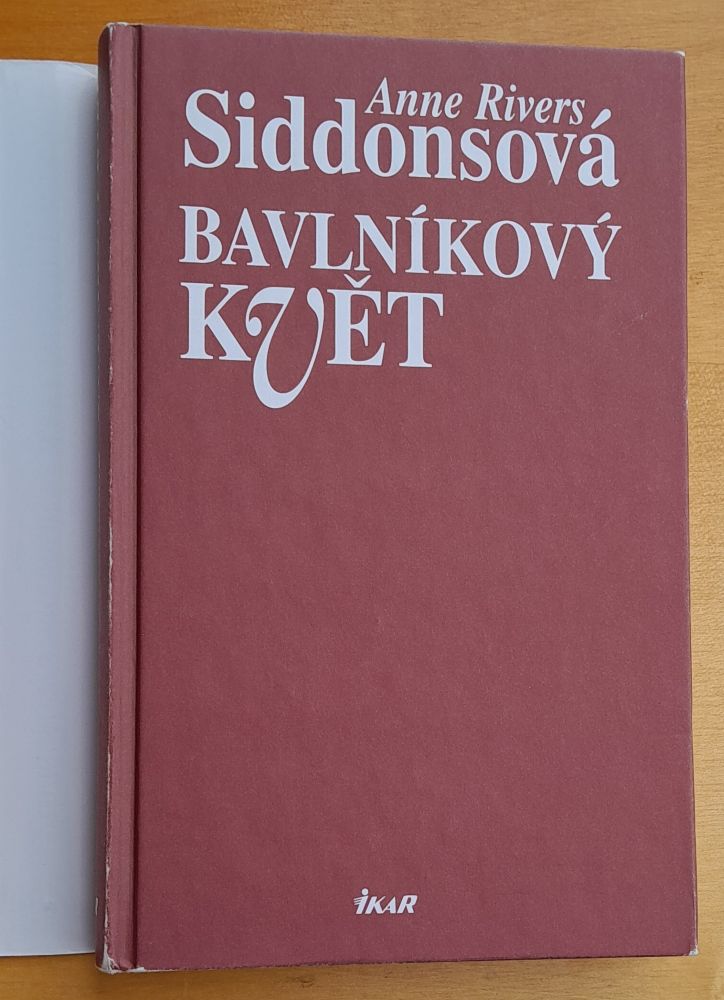 Anne Rivers
Siddonsová
BAVLNÍKOVÝ
KVĚT
IKAR